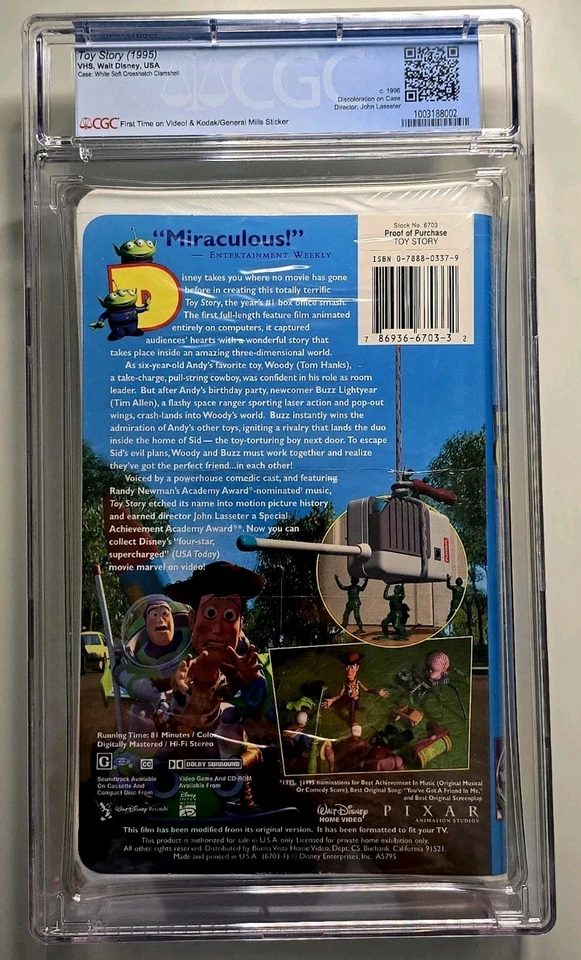 Toy Story (1995)
VHS, Walt Disney, USA
Case: White Soft Crosshatch Clamshell
CGC
c. 1996
Discoloration on Case
Director: John Lasseter
CGC First Time on Video! & Kodak/General Mills Sticker
1003188002
"Miraculous!"
— ENTERTAINMENT WEEKLY
Stock No. 6703
Proof of Purchase
TOY STORY
ISBN 0-7888-0337-9
7 86936-6703-3 2
Disney takes you where no movie has gone
before in creating this totally terrific
Toy Story, the year's #1 box office smash.
The first full-length feature film animated
entirely on computers, it captured
audiences' hearts with a wonderful story that
takes place inside an amazing three-dimensional world.
As six-year-old Andy's favorite toy, Woody (Tom Hanks),
a take-charge, pull-string cowboy, was confident in his role as room
leader. But after Andy's birthday party, newcomer Buzz Lightyear
(Tim Allen), a flashy space ranger sporting laser action and pop-out
wings, crash-lands into Woody's world. Buzz instantly wins the
admiration of Andy's other toys, igniting a rivalry that lands the duo
inside the home of Sid — the toy-torturing boy next door. To escape
Sid's evil plans, Woody and Buzz must work together and realize
they've got the perfect friend...in each other!
Voiced by a powerhouse comedic cast, and featuring
Randy Newman's Academy Award®-nominated† music,
Toy Story etched its name into motion picture history
and earned director John Lasseter a Special
Achievement Academy Award®*. Now you can
collect Disney's "four-star,
supercharged" (USA Today)
movie marvel on video!
Running Time: 81 Minutes / Color
Digitally Mastered / Hi-Fi Stereo
G CC DOLBY SURROUND
Soundtrack Available
On Cassette And
Compact Disc From
Walt Disney Records
Video Game And CD-ROM
Available From
Disney
*1995. †1995 nominations for Best Achievement In Music (Original Musical
Or Comedy Score), Best Original Song: "You've Got A Friend In Me,"
and Best Original Screenplay.
Walt Disney
HOME VIDEO
PIXAR
ANIMATION STUDIOS
This film has been modified from its original version. It has been formatted to fit your TV.
This product is authorized for sale in U.S.A. only. Licensed for private home exhibition only.
All other rights reserved. Distributed by Buena Vista Home Video, Dept. CS, Burbank, California 91521.
Made and printed in U.S.A. (6703-1) © Disney Enterprises, Inc. A5795